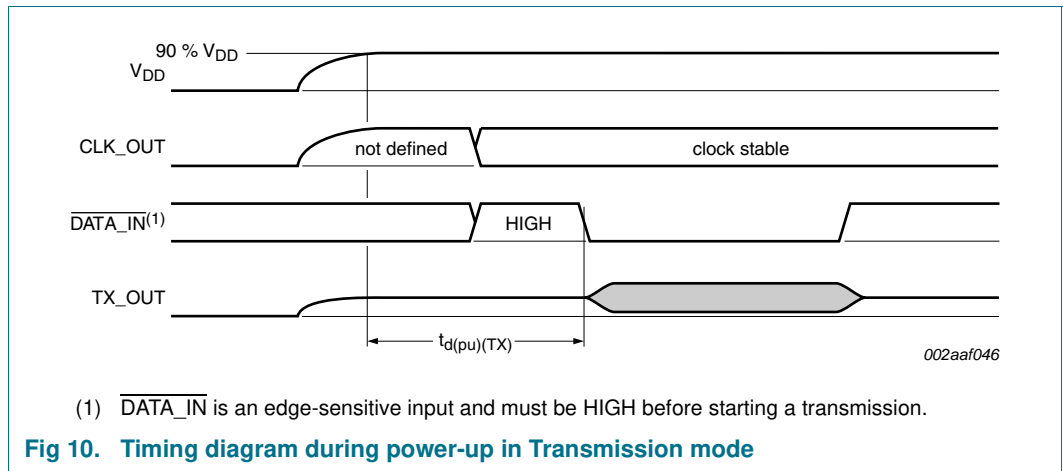 90 % VDD
VDD
CLK_OUT
not defined
clock stable
DATA_IN(1)
HIGH
TX_OUT
td(pu)(TX)
002aaf046
(1) DATA_IN is an edge-sensitive input and must be HIGH before starting a transmission.
Fig 10. Timing diagram during power-up in Transmission mode